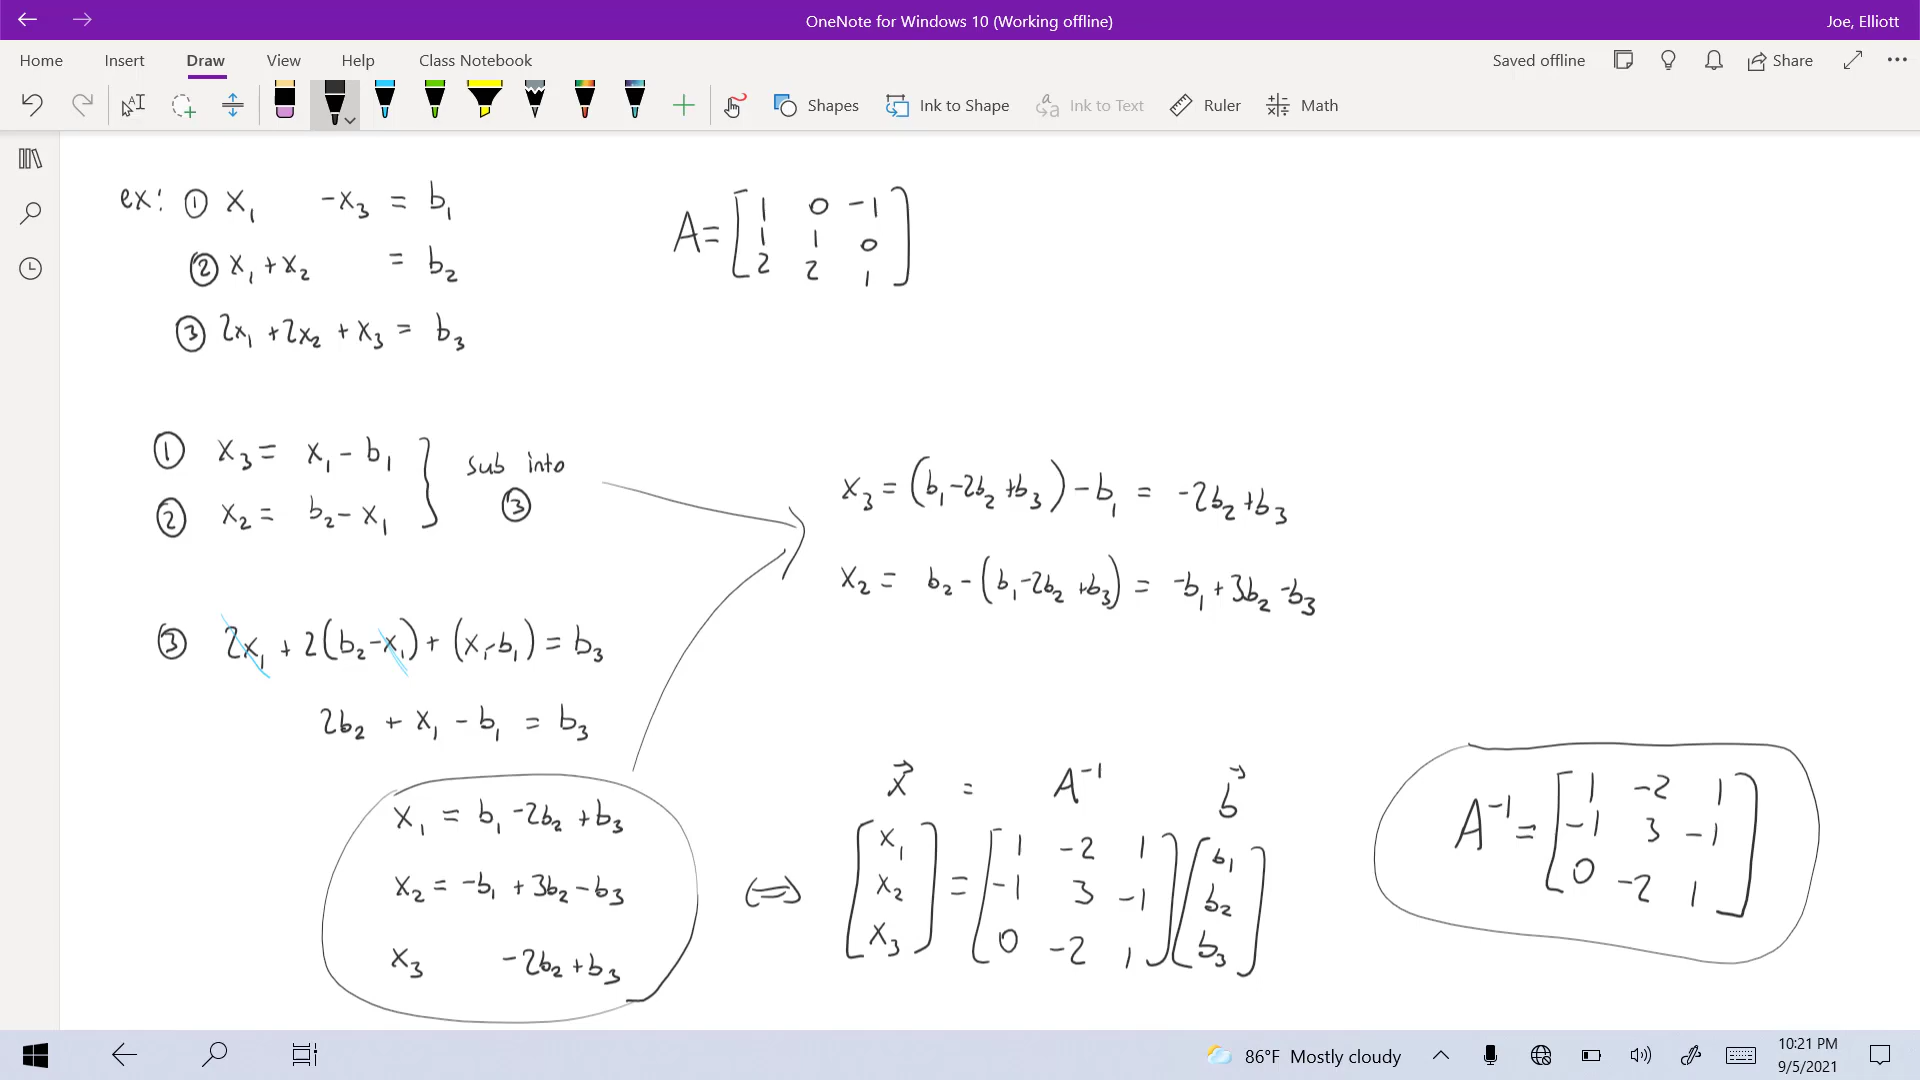 OneNote for Windows 10 (Working offline)
Joe, Elliott
Home Insert Draw View Help Class Notebook
Saved offline Share
Shapes Ink to Shape Ink to Text Ruler Math
ex: ① x₁ -x₃ = b₁
② x₁ + x₂ = b₂
③ 2x₁ + 2x₂ + x₃ = b₃
A = [1 0 -1
1 1 0
2 2 1]
① x₃ = x₁ - b₁
② x₂ = b₂ - x₁
sub into
③
③ 2x₁ + 2(b₂ - x₁) + (x₁ - b₁) = b₃
2b₂ + x₁ - b₁ = b₃
x₁ = b₁ - 2b₂ + b₃
x₂ = -b₁ + 3b₂ - b₃
x₃ -2b₂ + b₃
x₃ = (b₁ - 2b₂ + b₃) - b₁ = -2b₂ + b₃
x₂ = b₂ - (b₁ - 2b₂ + b₃) = -b₁ + 3b₂ - b₃
x⃗ = A⁻¹ b⃗
⇔ [x₁ = [1 -2 1 [b₁
x₂ -1 3 -1 b₂
x₃] 0 -2 1] b₃]
A⁻¹ = [1 -2 1
-1 3 -1
0 -2 1]
86°F Mostly cloudy
10:21 PM
9/5/2021